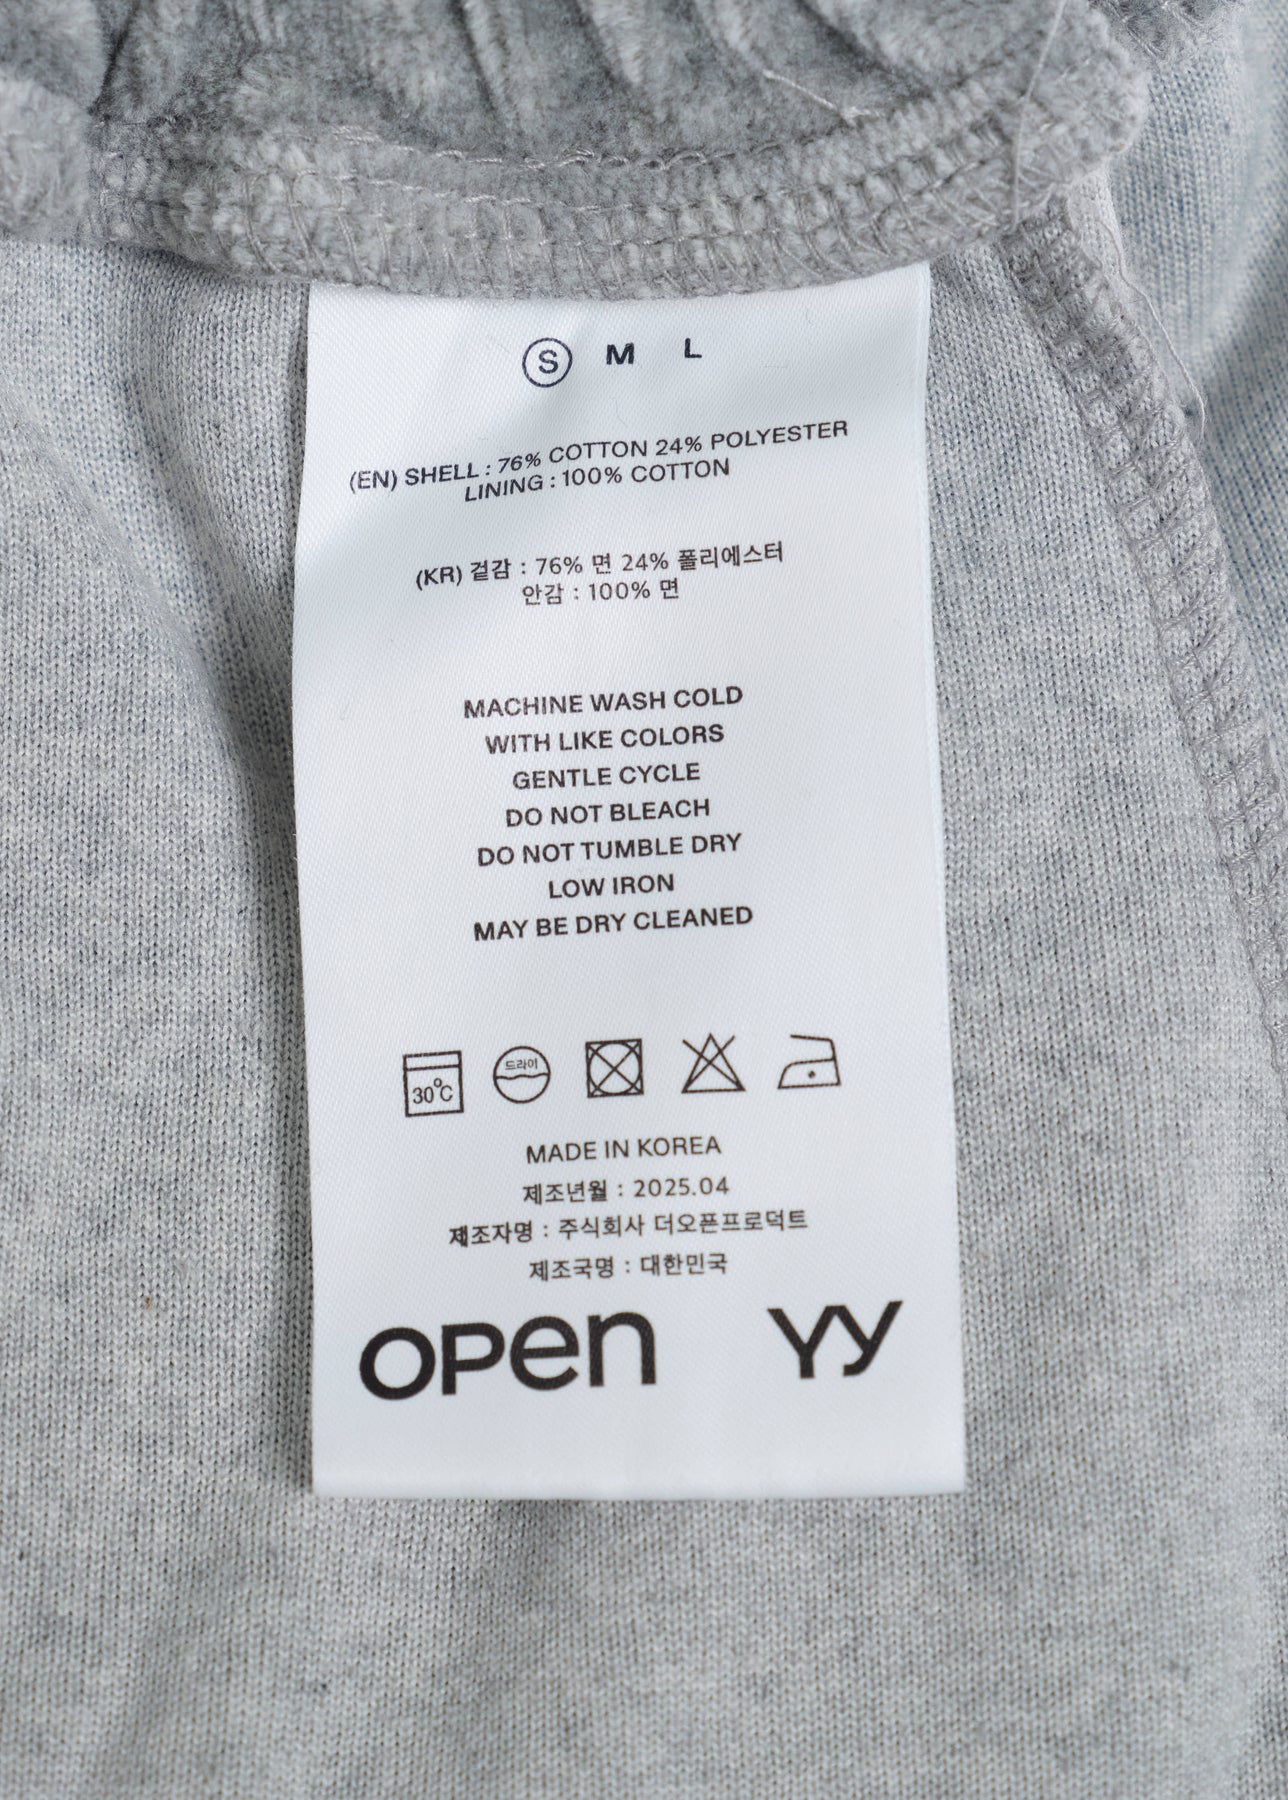 S M L
(EN) SHELL : 76% COTTON 24% POLYESTER
LINING : 100% COTTON
(KR) 겉감 : 76% 면 24% 폴리에스터
안감 : 100% 면
MACHINE WASH COLD
WITH LIKE COLORS
GENTLE CYCLE
DO NOT BLEACH
DO NOT TUMBLE DRY
LOW IRON
MAY BE DRY CLEANED
30°C 드라이
MADE IN KOREA
제조년월 : 2025.04
제조자명 : 주식회사 더오픈프로덕트
제조국명 : 대한민국
OPEN YY